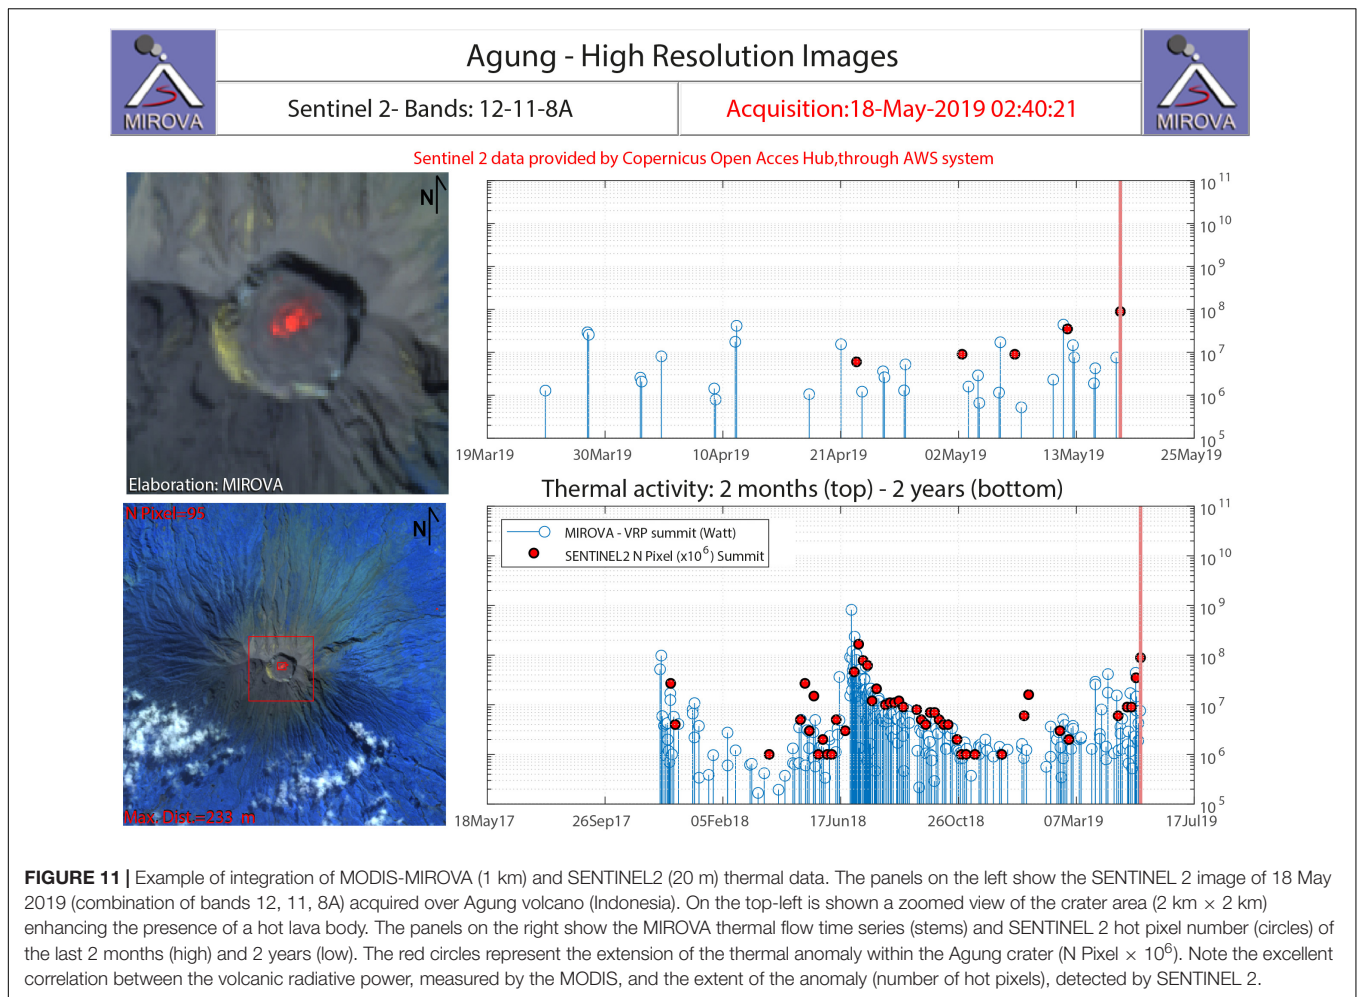 MIROVA
Agung - High Resolution Images
Sentinel 2- Bands: 12-11-8A
Acquisition:18-May-2019 02:40:21
MIROVA
Sentinel 2 data provided by Copernicus Open Acces Hub,through AWS system
N
Elaboration: MIROVA
10^11
10^10
10^9
10^8
10^7
10^6
10^5
19Mar19 30Mar19 10Apr19 21Apr19 02May19 13May19 25May19
Thermal activity: 2 months (top) - 2 years (bottom)
N Pixel=95
N
Max. Dist.=233 m
MIROVA - VRP summit (Watt)
SENTINEL2 N Pixel (x10^6) Summit
10^11
10^10
10^9
10^8
10^7
10^6
10^5
18May17 26Sep17 05Feb18 17Jun18 26Oct18 07Mar19 17Jul19
FIGURE 11 | Example of integration of MODIS-MIROVA (1 km) and SENTINEL2 (20 m) thermal data. The panels on the left show the SENTINEL 2 image of 18 May
2019 (combination of bands 12, 11, 8A) acquired over Agung volcano (Indonesia). On the top-left is shown a zoomed view of the crater area (2 km × 2 km)
enhancing the presence of a hot lava body. The panels on the right show the MIROVA thermal flow time series (stems) and SENTINEL 2 hot pixel number (circles) of
the last 2 months (high) and 2 years (low). The red circles represent the extension of the thermal anomaly within the Agung crater (N Pixel × 10^6). Note the excellent
correlation between the volcanic radiative power, measured by the MODIS, and the extent of the anomaly (number of hot pixels), detected by SENTINEL 2.